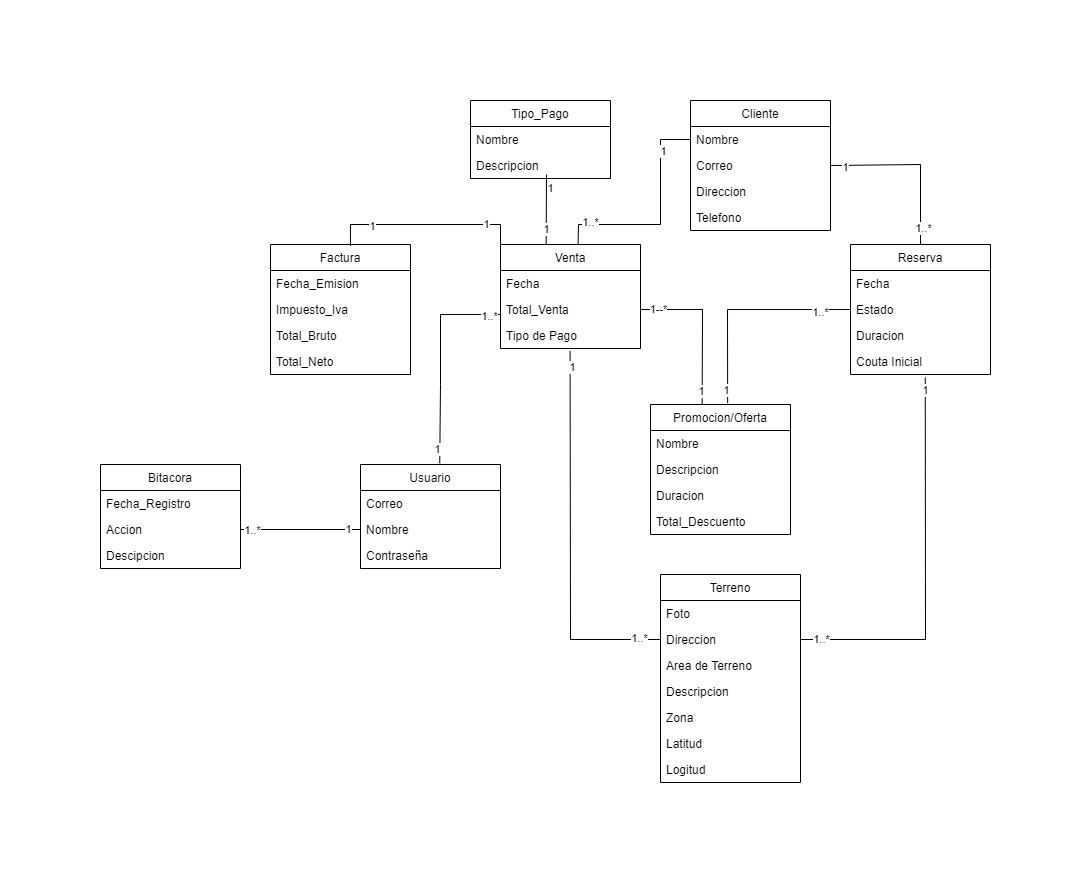 Tipo_Pago
Nombre
Descripcion
1
1
Cliente
Nombre
Correo
Direccion
Telefono
1
1..*
1
1..*
1
1
Factura
Fecha_Emision
Impuesto_Iva
Total_Bruto
Total_Neto
Venta
Fecha
Total_Venta
Tipo de Pago
1--*
1
1..*
1
1
1..*
Reserva
Fecha
Estado
Duracion
Couta Inicial
1..*
1
1
1..*
Promocion/Oferta
Nombre
Descripcion
Duracion
Total_Descuento
Bitacora
Fecha_Registro
Accion
Descipcion
1..*
1
Usuario
Correo
Nombre
Contraseña
Terreno
Foto
Direccion
Area de Terreno
Descripcion
Zona
Latitud
Logitud